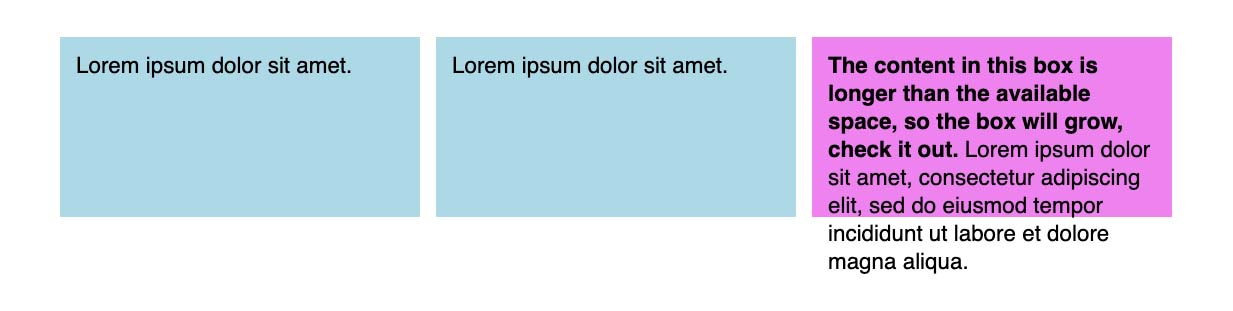 Lorem ipsum dolor sit amet.
Lorem ipsum dolor sit amet.
The content in this box is
longer than the available
space, so the box will grow,
check it out. Lorem ipsum dolor
sit amet, consectetur adipiscing
elit, sed do eiusmod tempor
incididunt ut labore et dolore
magna aliqua.